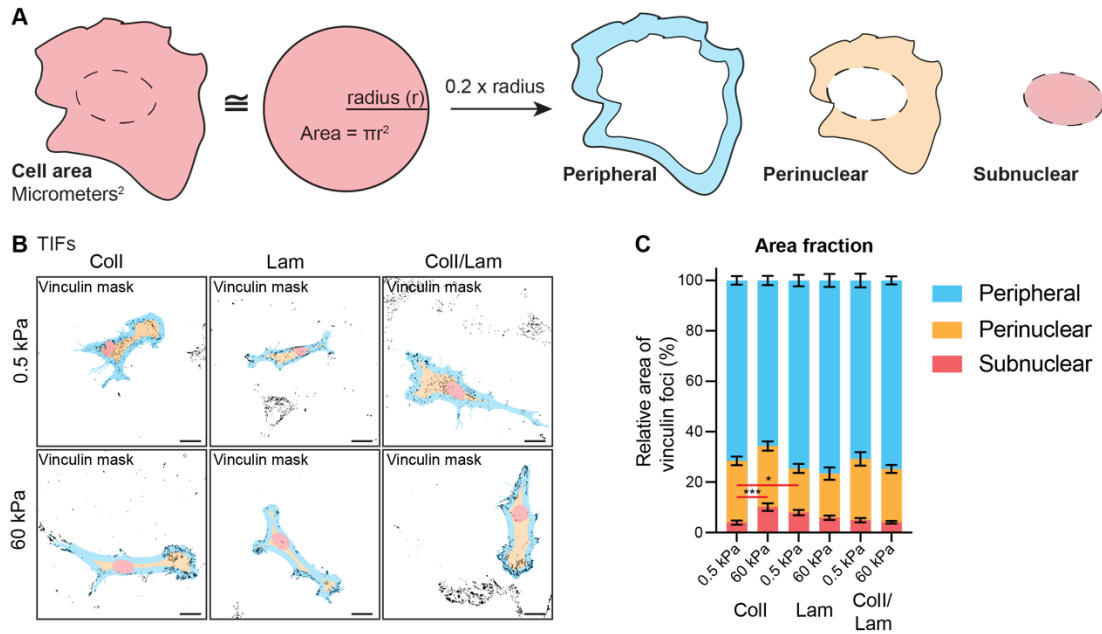 A
radius (r)
Area = πr²
≅
0.2 x radius
Cell area
Micrometers²
Peripheral
Perinuclear
Subnuclear
B TIFs
Coll Lam Coll/Lam
0.5 kPa
Vinculin mask Vinculin mask Vinculin mask
60 kPa
Vinculin mask Vinculin mask Vinculin mask
C Area fraction
Relative area of
vinculin foci (%)
100
80
60
40
20
0
*
***
0.5 kPa 60 kPa 0.5 kPa 60 kPa 0.5 kPa 60 kPa
Coll Lam Coll/
Lam
Peripheral
Perinuclear
Subnuclear